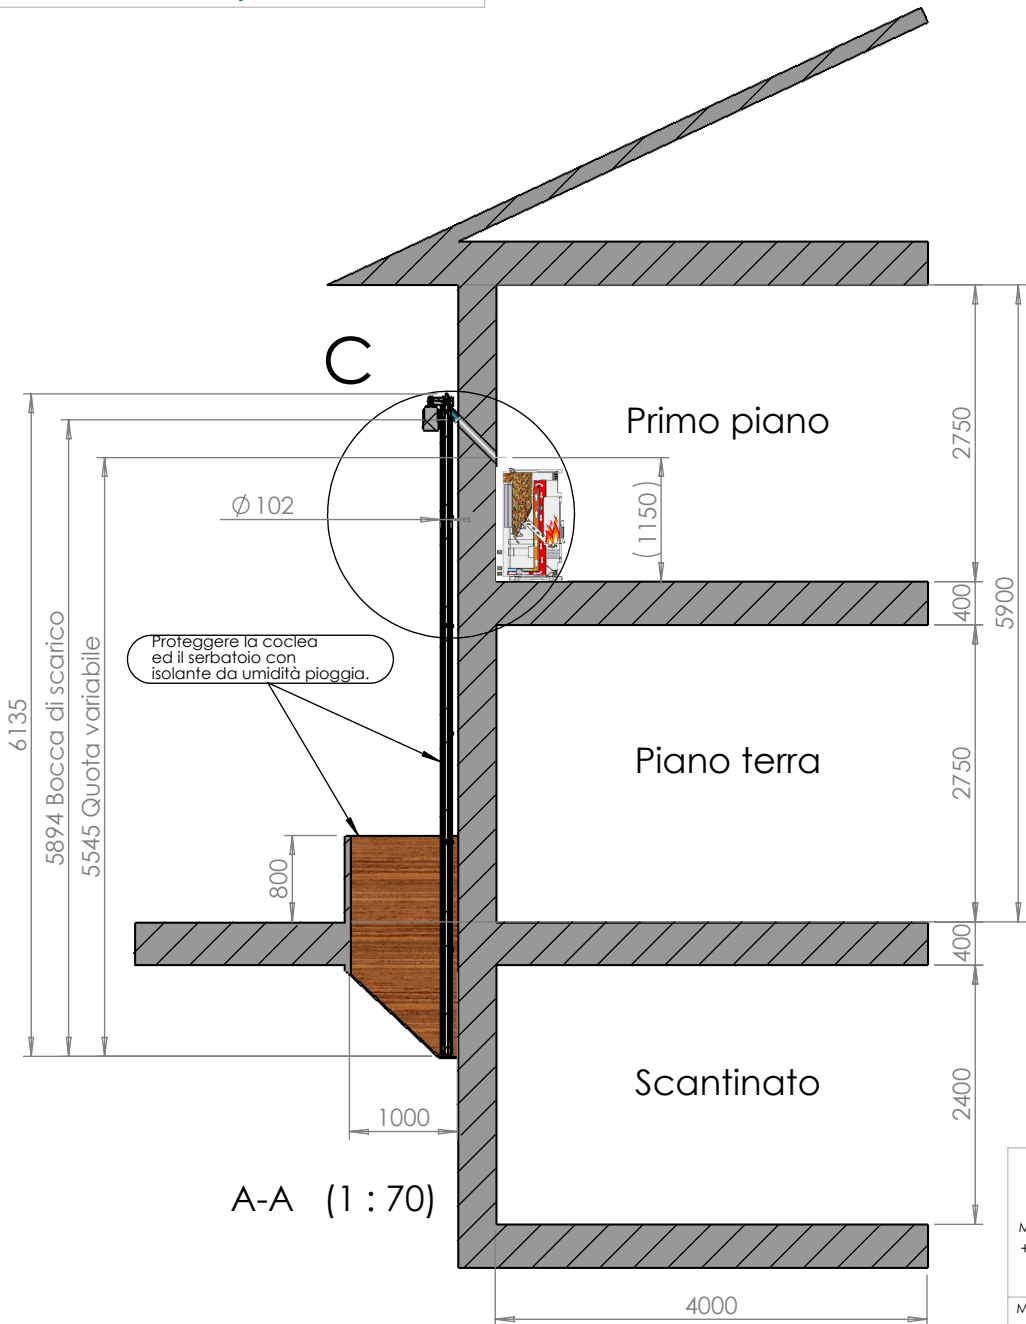 C
Primo piano
2750
(1150)
Ø 102
400
5900
Proteggere la coclea
ed il serbatoio con
isolante da umidità pioggia.
6135
5894 Bocca di scarico
5545 Quota variabile
Piano terra
2750
800
400
Scantinato
2400
1000
A-A (1 : 70)
4000